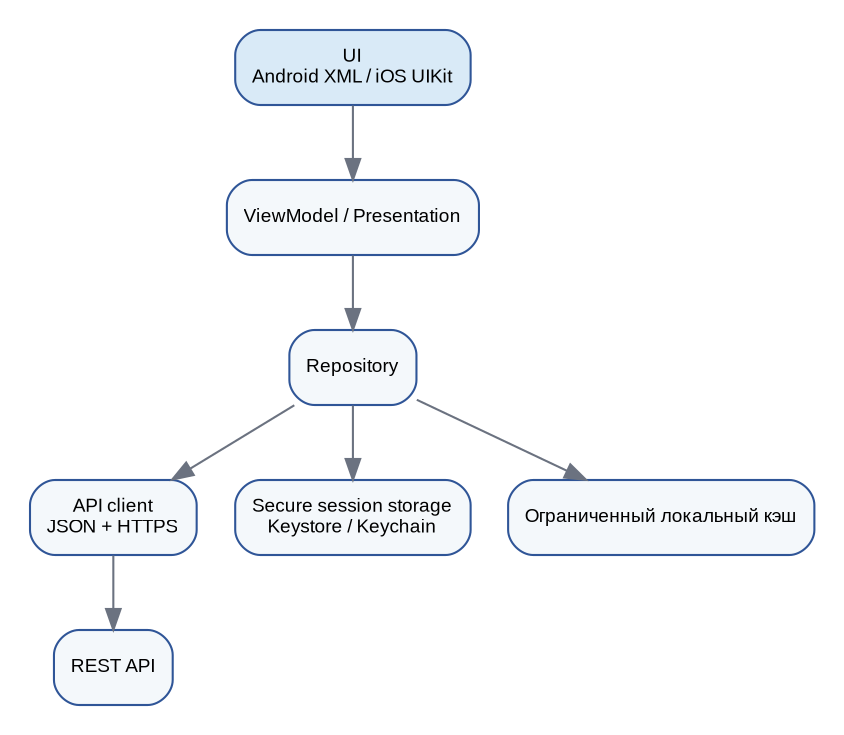 UI
Android XML / iOS UIKit
ViewModel / Presentation
Repository
API client
JSON + HTTPS
Secure session storage
Keystore / Keychain
Ограниченный локальный кэш
REST API